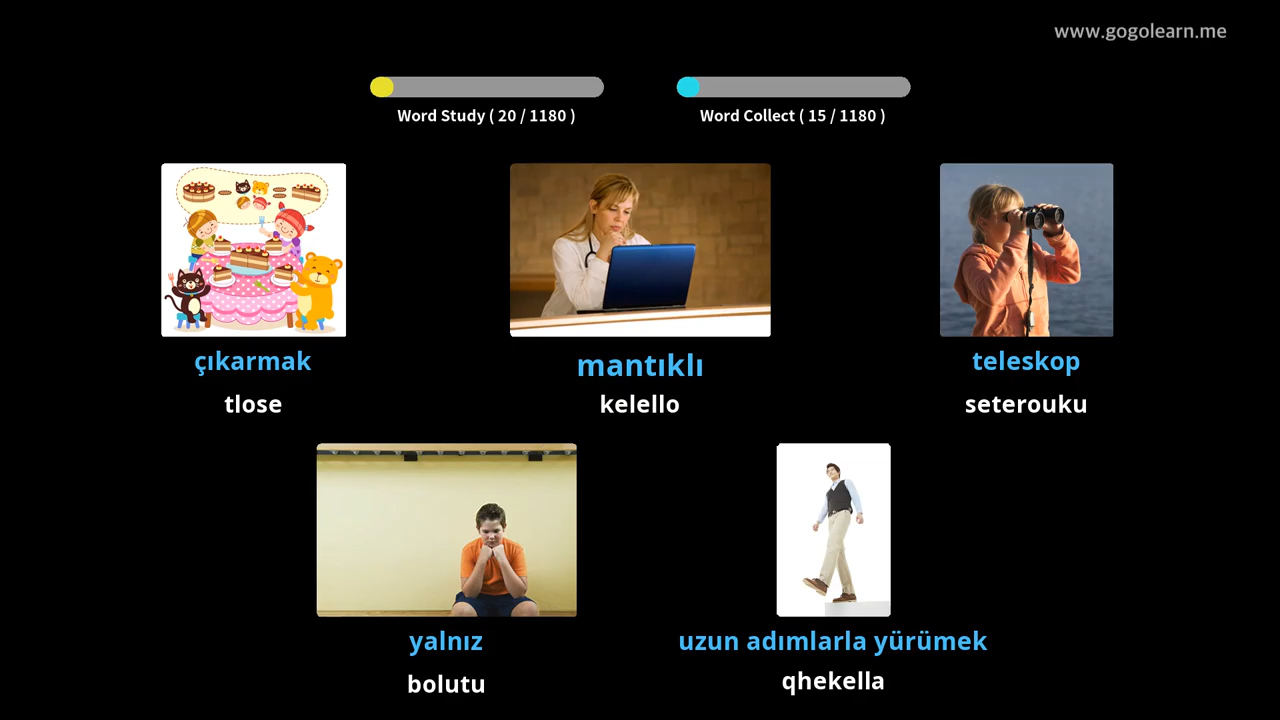 www.gogolearn.me
Word Study ( 20 / 1180 )
Word Collect ( 15 / 1180 )
çıkarmak
tlose
mantıklı
kelello
teleskop
seterouku
yalnız
bolutu
uzun adımlarla yürümek
qhekella